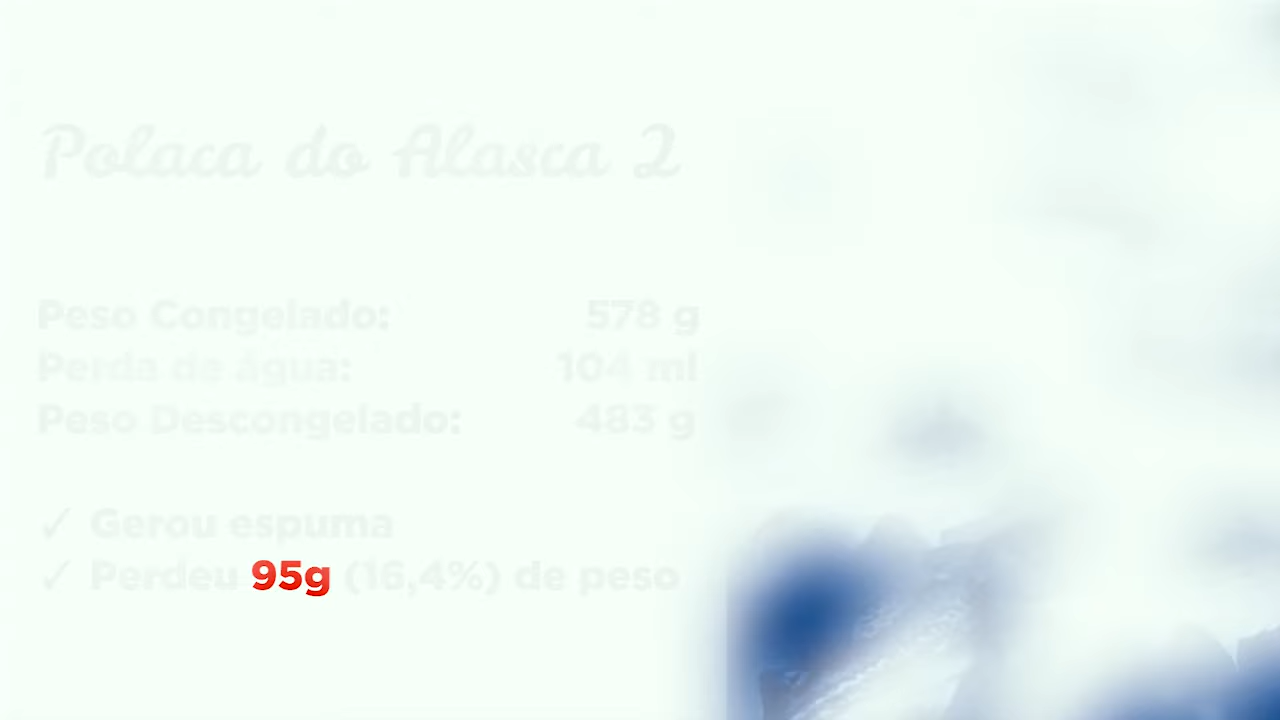 Polaca do Alasca 2
Peso Congelado: 578 g
Perda de água: 104 ml
Peso Descongelado: 483 g
✓ Gerou espuma
✓ Perdeu 95g (16,4%) de peso